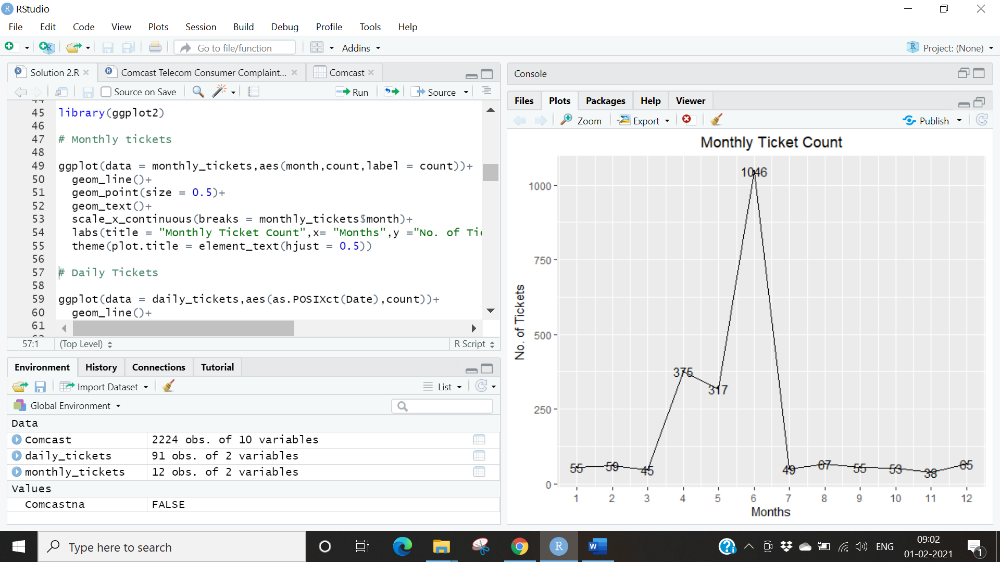 RStudio
File Edit Code View Plots Session Build Debug Profile Tools Help
Go to file/function Addins Project: (None)
Solution 2.R Comcast Telecom Consumer Complaint... Comcast
Source on Save Run Source
45 library(ggplot2)
46
47 # Monthly tickets
48
49 ggplot(data = monthly_tickets,aes(month,count,label = count))+
50 geom_line()+
51 geom_point(size = 0.5)+
52 geom_text()+
53 scale_x_continuous(breaks = monthly_tickets$month)+
54 labs(title = "Monthly Ticket Count",x= "Months",y ="No. of Ti
55 theme(plot.title = element_text(hjust = 0.5))
56
57 # Daily Tickets
58
59 ggplot(data = daily_tickets,aes(as.POSIXct(Date),count))+
60 geom_line()+
61
57:1 (Top Level) R Script
Environment History Connections Tutorial
Import Dataset List
Global Environment
Data
Comcast 2224 obs. of 10 variables
daily_tickets 91 obs. of 2 variables
monthly_tickets 12 obs. of 2 variables
Values
Comcastna FALSE
Console
Files Plots Packages Help Viewer
Zoom Export Publish
Monthly Ticket Count
No. of Tickets
1000
750
500
250
0
55 59 45 375 317 1046 49 67 55 53 38 65
1 2 3 4 5 6 7 8 9 10 11 12
Months
Type here to search
R W ENG
09:02
01-02-2021
1